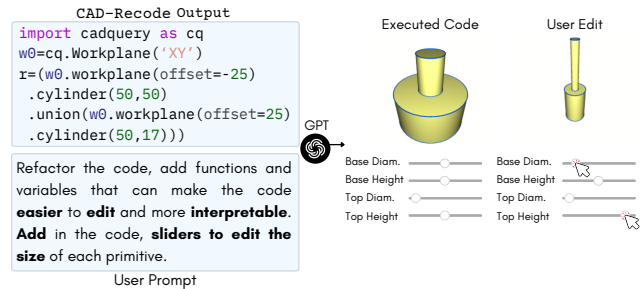 CAD-Recode Output
import cadquery as cq
w0=cq.Workplane(‘XY’)
r=(w0.workplane(offset=-25)
.cylinder(50,50)
.union(w0.workplane(offset=25)
.cylinder(50,17)))
Refactor the code, add functions and
variables that can make the code
easier to edit and more interpretable.
Add in the code, sliders to edit the
size of each primitive.
User Prompt
GPT
Executed Code
Base Diam.
Base Height
Top Diam.
Top Height
User Edit
Base Diam.
Base Height
Top Diam.
Top Height